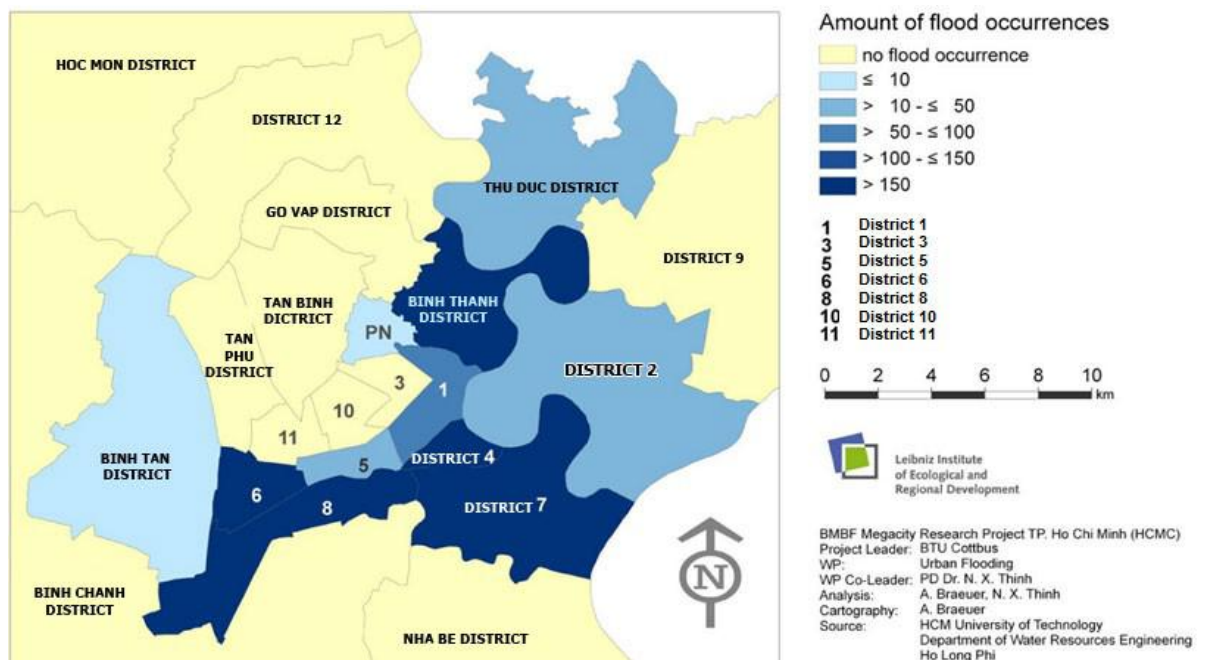 HOC MON DISTRICT
DISTRICT 12
THU DUC DISTRICT
GO VAP DISTRICT
DISTRICT 9
TAN BINH
DICTRICT
BINH THANH
DISTRICT
PN
TAN
PHU
DISTRICT
3
1
DISTRICT 2
10
11
BINH TAN
DISTRICT
5
DISTRICT 4
6
8
DISTRICT 7
BINH CHANH
DISTRICT
NHA BE DISTRICT
N
Amount of flood occurrences
no flood occurrence
≤ 10
> 10 - ≤ 50
> 50 - ≤ 100
> 100 - ≤ 150
> 150
1 District 1
3 District 3
5 District 5
6 District 6
8 District 8
10 District 10
11 District 11
0 2 4 6 8 10
km
Leibniz Institute
of Ecological and
Regional Development
BMBF Megacity Research Project TP. Ho Chi Minh (HCMC)
Project Leader: BTU Cottbus
WP: Urban Flooding
WP Co-Leader: PD Dr. N. X. Thinh
Analysis: A. Braeuer, N. X. Thinh
Cartography: A. Braeuer
Source: HCM University of Technology
Department of Water Resources Engineering
Ho Long Phi